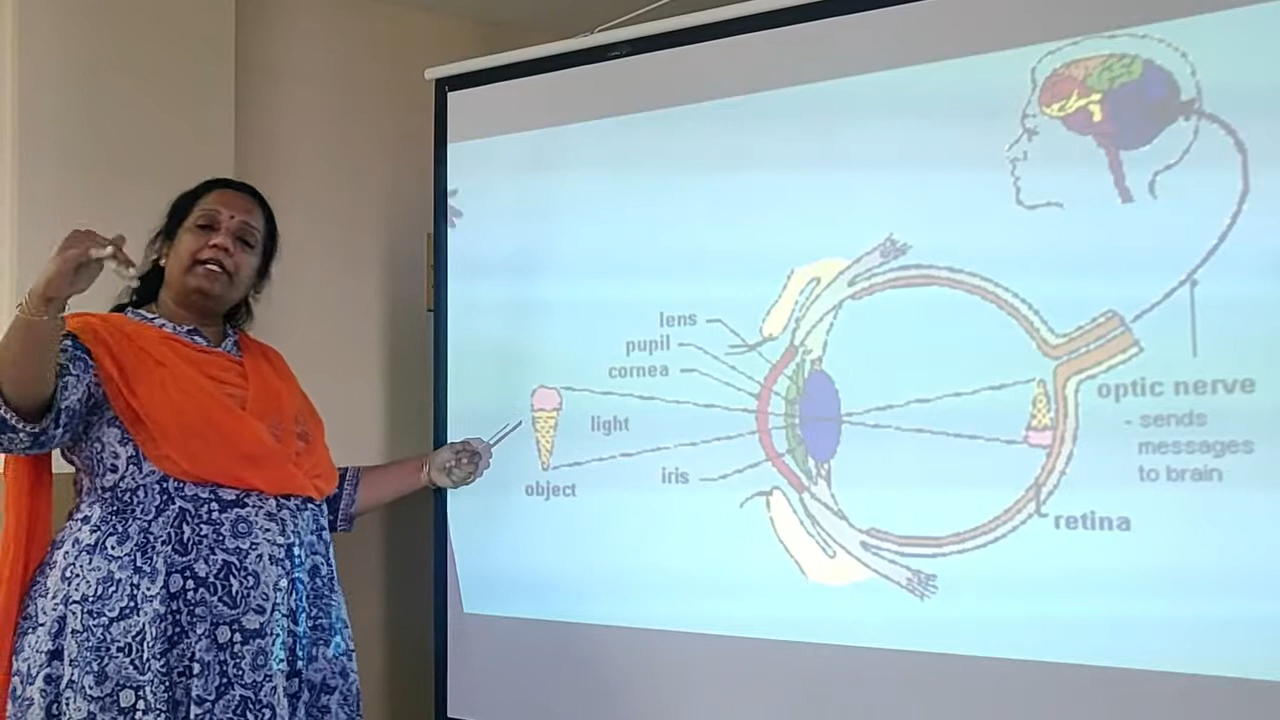 lens
pupil
cornea
light
iris
object
optic nerve
- sends
messages
to brain
retina